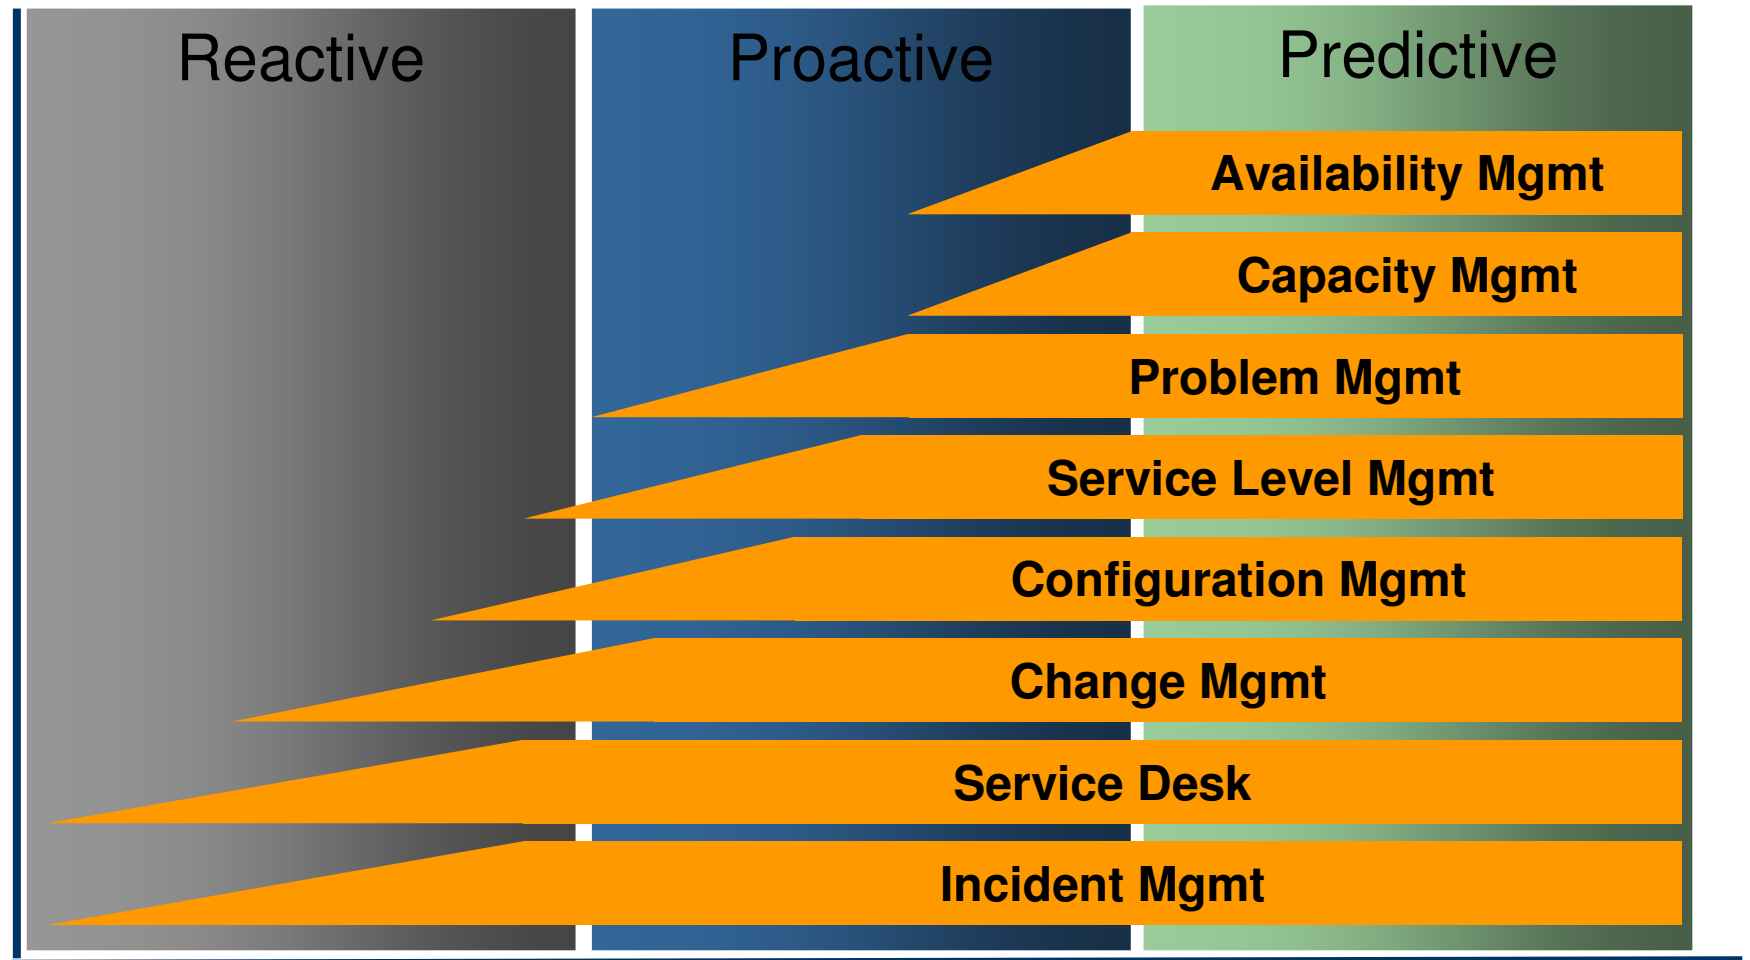 Reactive
Proactive
Predictive
Availability Mgmt
Capacity Mgmt
Problem Mgmt
Service Level Mgmt
Configuration Mgmt
Change Mgmt
Service Desk
Incident Mgmt